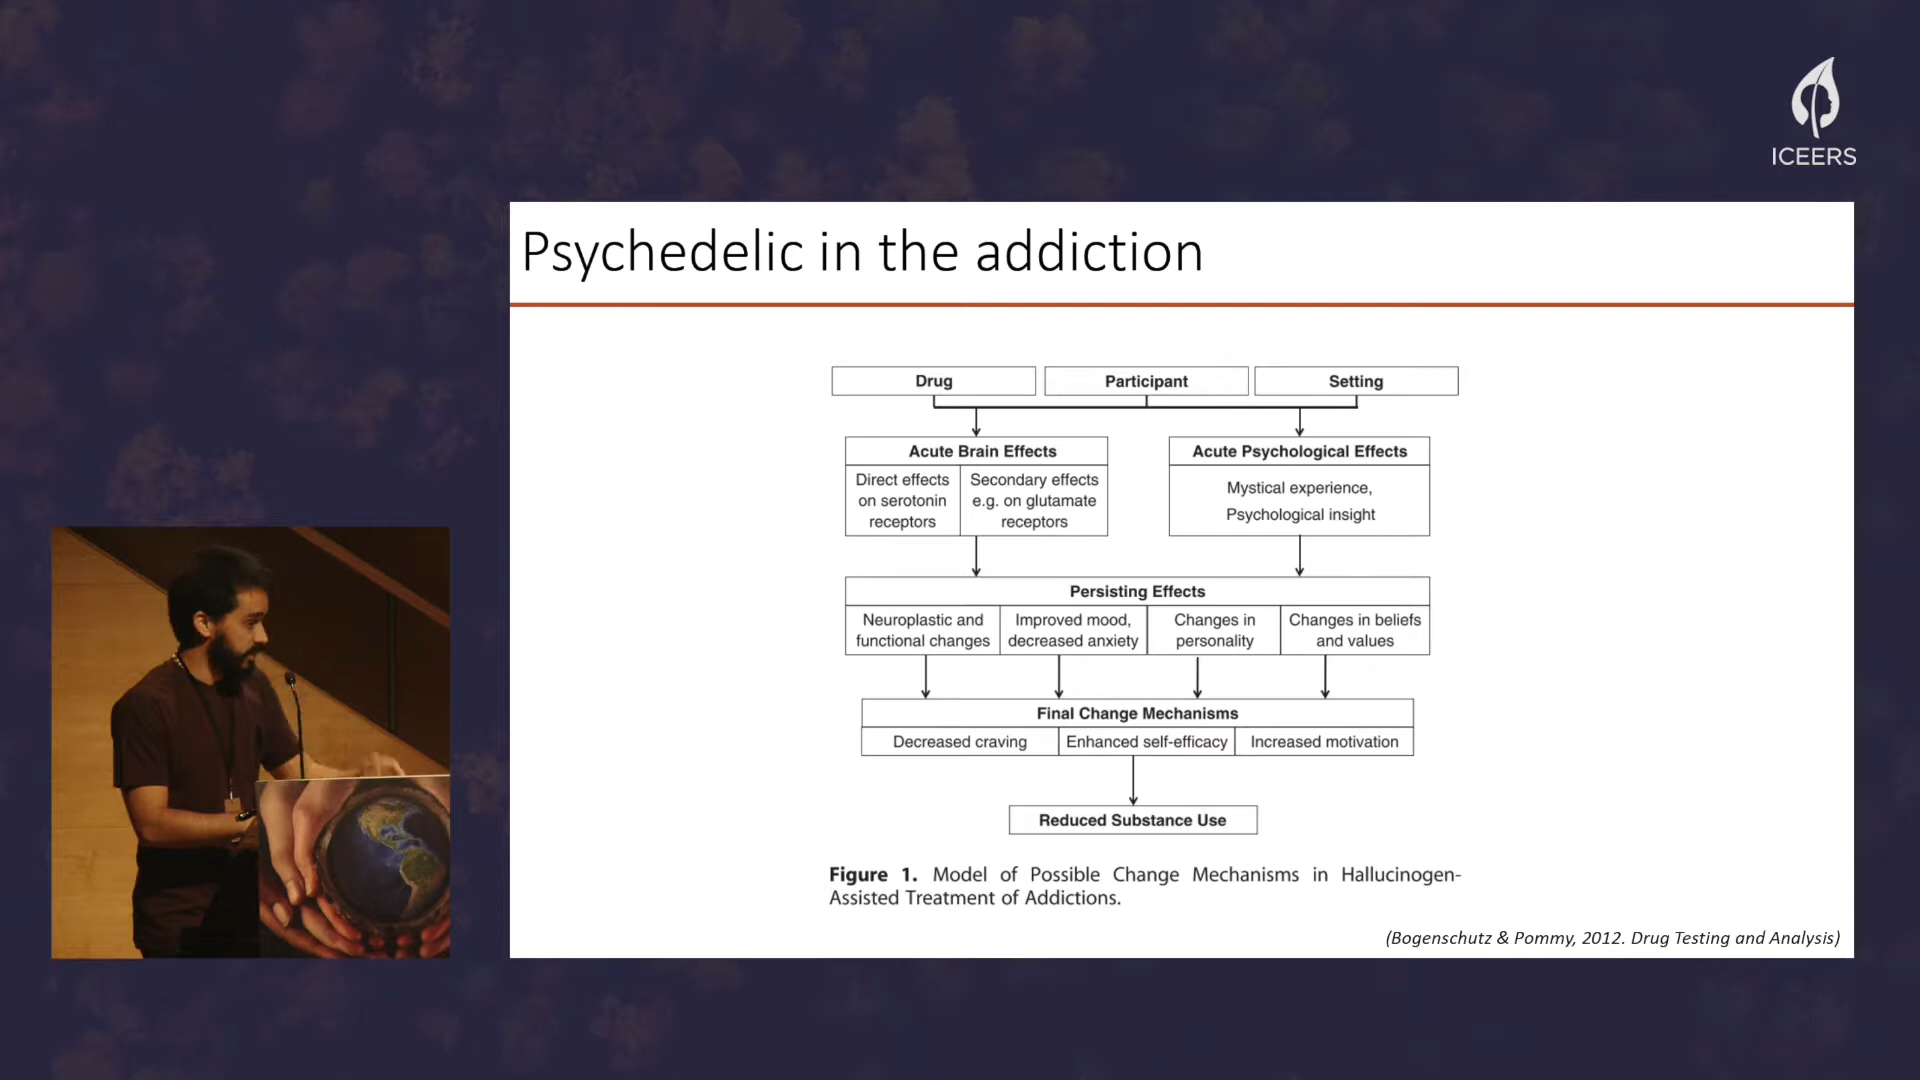 ICEERS
Psychedelic in the addiction
Drug
Participant
Setting
Acute Brain Effects
Direct effects
on serotonin
receptors
Secondary effects
e.g. on glutamate
receptors
Acute Psychological Effects
Mystical experience,
Psychological insight
Persisting Effects
Neuroplastic and
functional changes
Improved mood,
decreased anxiety
Changes in
personality
Changes in beliefs
and values
Final Change Mechanisms
Decreased craving
Enhanced self-efficacy
Increased motivation
Reduced Substance Use
Figure 1. Model of Possible Change Mechanisms in Hallucinogen-
Assisted Treatment of Addictions.
(Bogenschutz & Pommy, 2012. Drug Testing and Analysis)